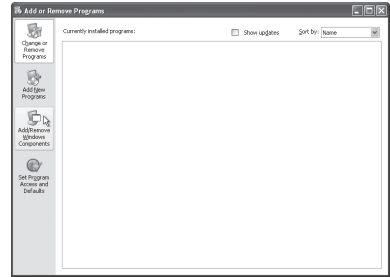 Add or Remove Programs
Change or
Remove
Programs
Currently installed programs:
Show updates
Sort by:
Name
Add New
Programs
Add/Remove
Windows
Components
Set Program
Access and
Defaults